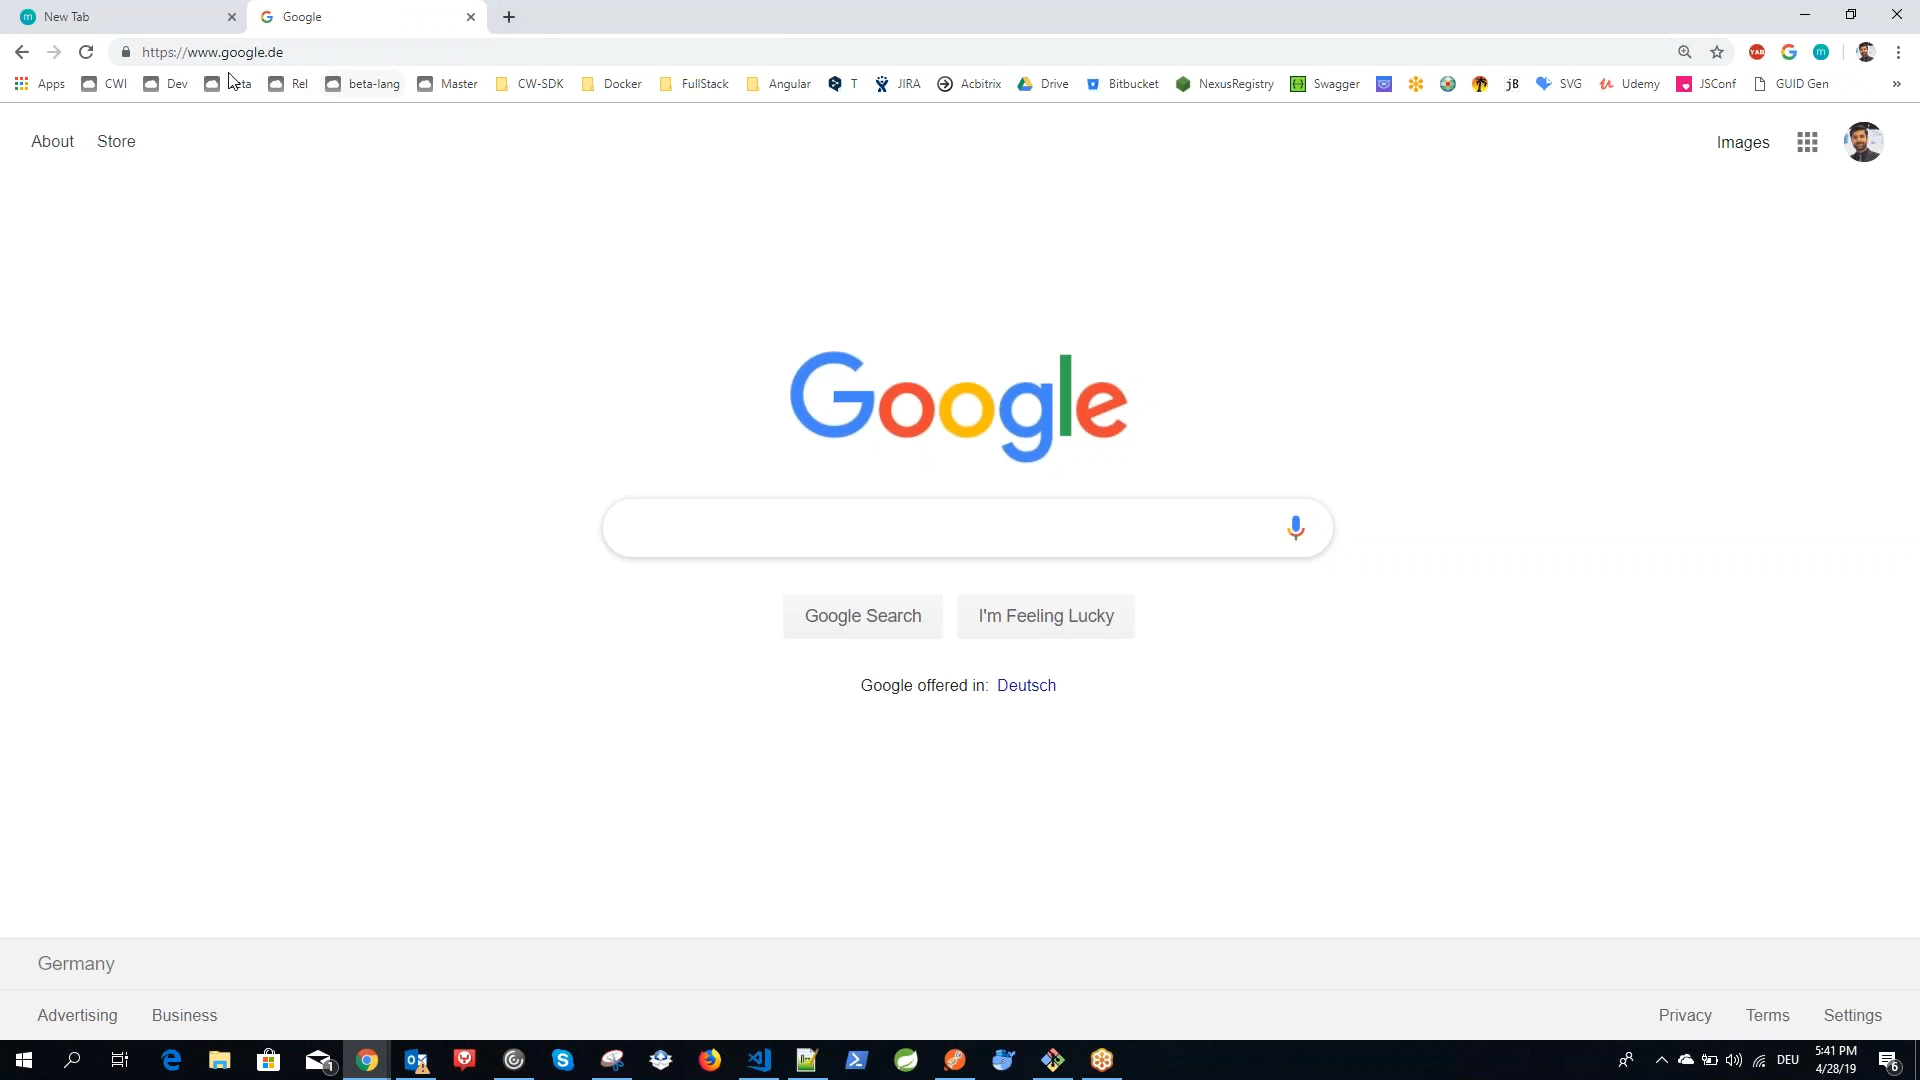 New Tab
Google
https://www.google.de
Apps
CWI
Dev
Rel
beta-lang
Master
CW-SDK
Docker
FullStack
Angular
T
JIRA
Acbitrix
Drive
Bitbucket
NexusRegistry
Swagger
jB
SVG
Udemy
JSConf
GUID Gen
»
About
Store
Images
Google
Google Search
I'm Feeling Lucky
Google offered in: Deutsch
Germany
Advertising
Business
Privacy
Terms
Settings
DEU
5:41 PM
4/28/19
1
6